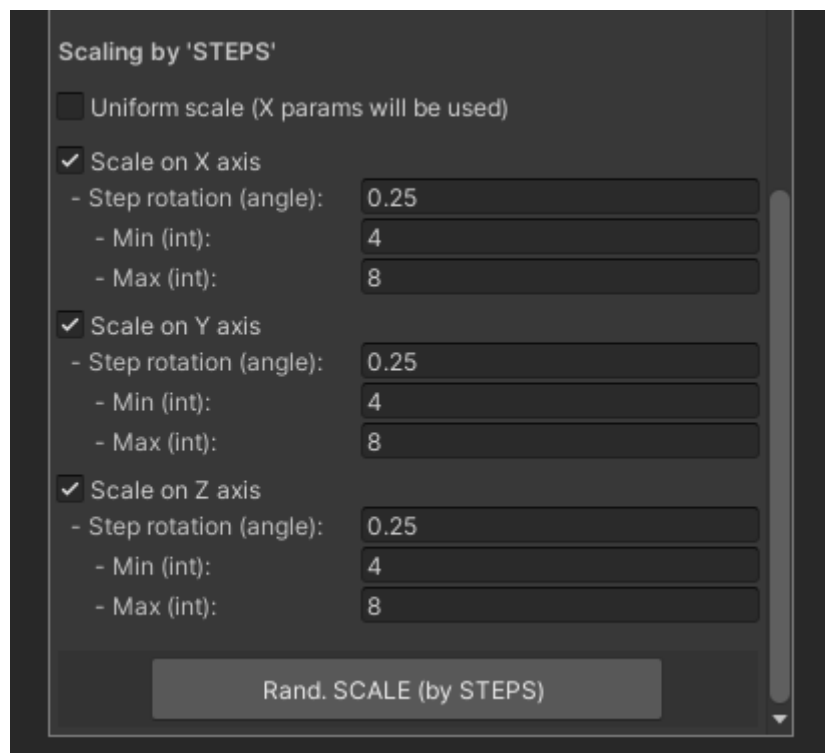 Scaling by 'STEPS'
Uniform scale (X params will be used)
Scale on X axis
- Step rotation (angle): 0.25
- Min (int): 4
- Max (int): 8
Scale on Y axis
- Step rotation (angle): 0.25
- Min (int): 4
- Max (int): 8
Scale on Z axis
- Step rotation (angle): 0.25
- Min (int): 4
- Max (int): 8
Rand. SCALE (by STEPS)